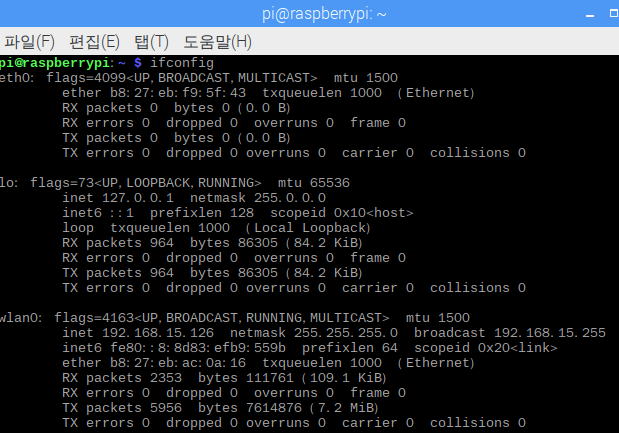 pi@raspberrypi: ~
파일(F) 편집(E) 탭(T) 도움말(H)
pi@raspberrypi:~ $ ifconfig
eth0: flags=4099<UP,BROADCAST,MULTICAST>  mtu 1500
        ether b8:27:eb:f9:5f:43  txqueuelen 1000  (Ethernet)
        RX packets 0  bytes 0 (0.0 B)
        RX errors 0  dropped 0  overruns 0  frame 0
        TX packets 0  bytes 0 (0.0 B)
        TX errors 0  dropped 0 overruns 0  carrier 0  collisions 0
lo: flags=73<UP,LOOPBACK,RUNNING>  mtu 65536
        inet 127.0.0.1  netmask 255.0.0.0
        inet6 ::1  prefixlen 128  scopeid 0x10<host>
        loop  txqueuelen 1000  (Local Loopback)
        RX packets 964  bytes 86305 (84.2 KiB)
        RX errors 0  dropped 0  overruns 0  frame 0
        TX packets 964  bytes 86305 (84.2 KiB)
        TX errors 0  dropped 0 overruns 0  carrier 0  collisions 0
wlan0: flags=4163<UP,BROADCAST,RUNNING,MULTICAST>  mtu 1500
        inet 192.168.15.126  netmask 255.255.255.0  broadcast 192.168.15.255
        inet6 fe80::8:8d83:efb9:559b  prefixlen 64  scopeid 0x20<link>
        ether b8:27:eb:ac:0a:16  txqueuelen 1000  (Ethernet)
        RX packets 2353  bytes 111761 (109.1 KiB)
        RX errors 0  dropped 0  overruns 0  frame 0
        TX packets 5956  bytes 7614876 (7.2 MiB)
        TX errors 0  dropped 0 overruns 0  carrier 0  collisions 0